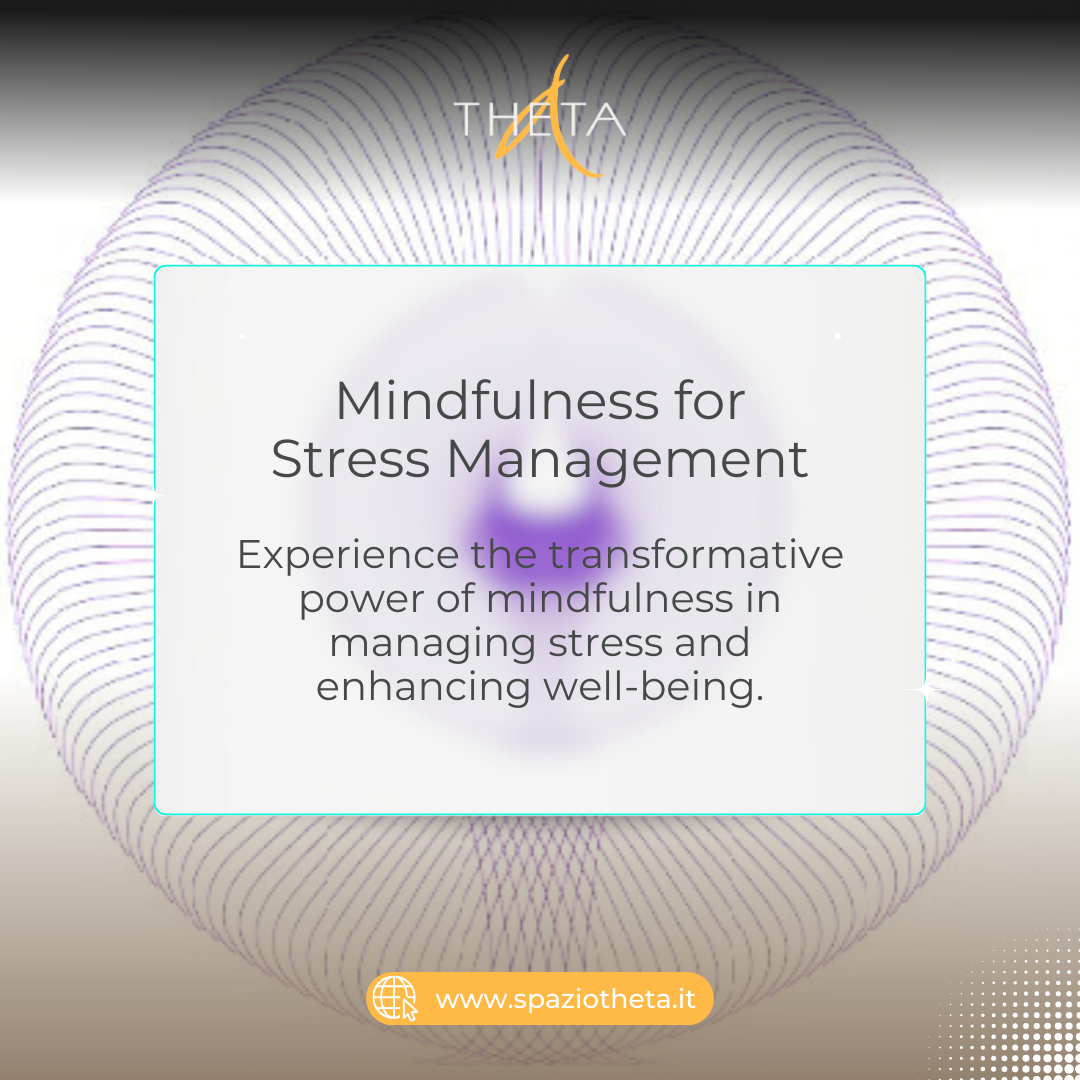 THETA
Mindfulness for
Stress Management
Experience the transformative
power of mindfulness in
managing stress and
enhancing well-being.
www.spaziotheta.it